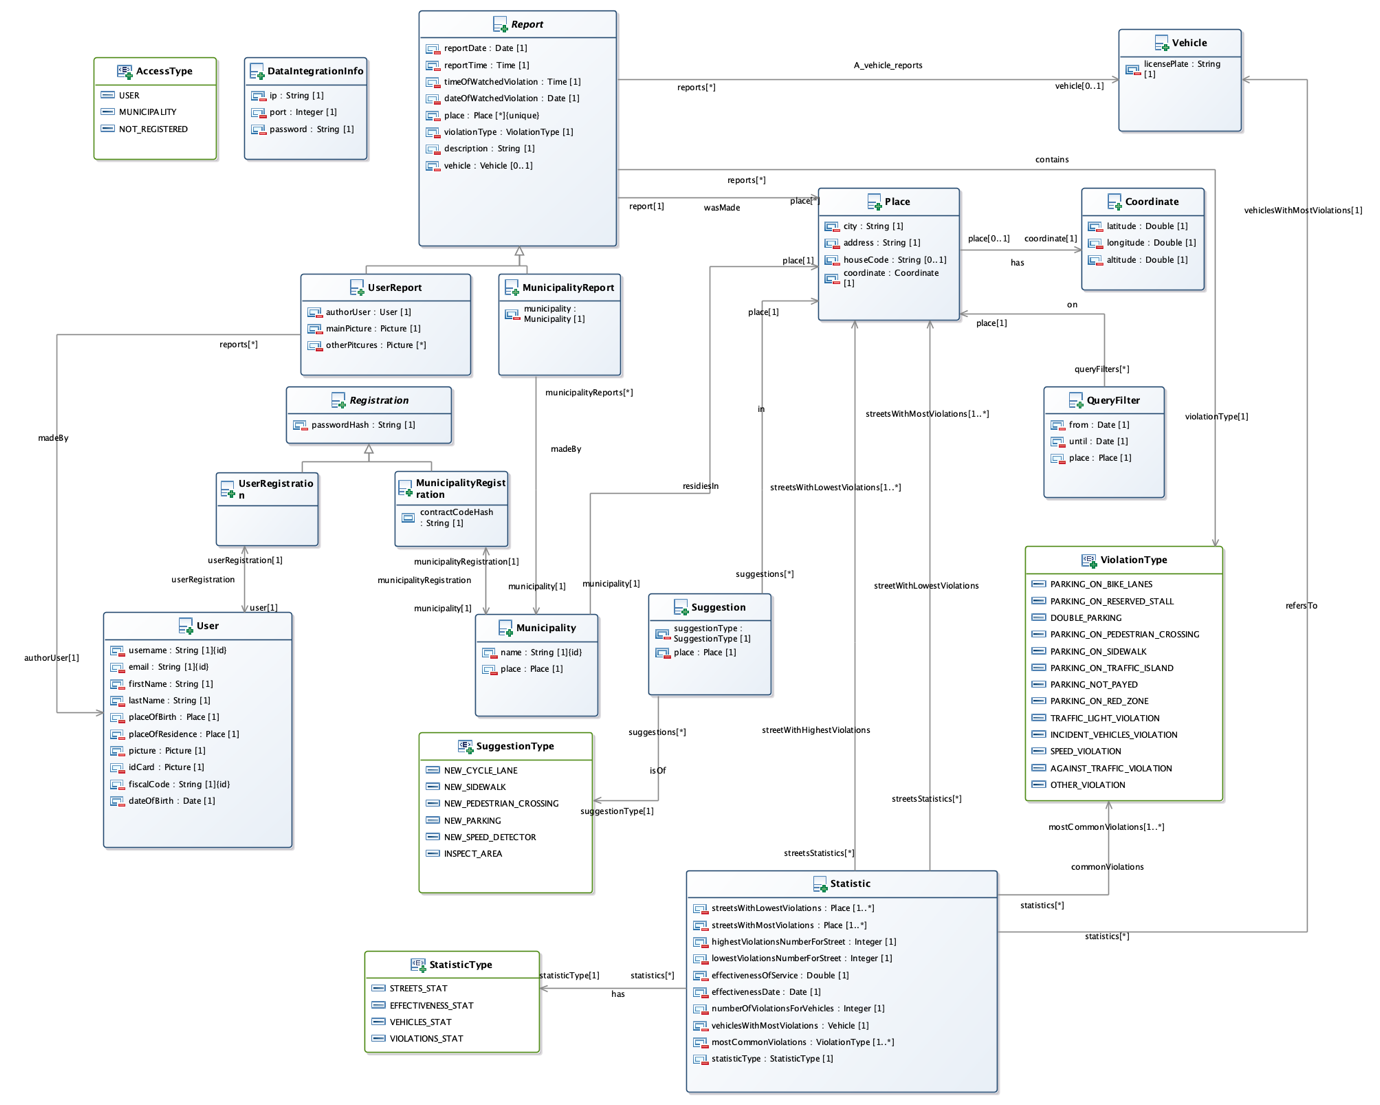 Report
reportDate : Date [1]
reportTime : Time [1]
timeOfWatchedViolation : Time [1]
dateOfWatchedViolation : Date [1]
place : Place [*]{unique}
violationType : ViolationType [1]
description : String [1]
vehicle : Vehicle [0..1]
AccessType
USER
MUNICIPALITY
NOT_REGISTERED
DataIntegrationInfo
ip : String [1]
port : Integer [1]
password : String [1]
Vehicle
licensePlate : String
[1]
A_vehicle_reports
reports[*]
vehicle[0..1]
contains
reports[*]
report[1]
wasMade
place[*]
Place
city : String [1]
address : String [1]
houseCode : String [0..1]
coordinate : Coordinate
[1]
Coordinate
latitude : Double [1]
longitude : Double [1]
altitude : Double [1]
place[0..1]
coordinate[1]
has
vehiclesWithMostViolations[1]
place[1]
place[1]
on
place[1]
queryFilters[*]
UserReport
authorUser : User [1]
mainPicture : Picture [1]
otherPitcures : Picture [*]
MunicipalityReport
municipality :
Municipality [1]
reports[*]
municipalityReports[*]
Registration
passwordHash : String [1]
QueryFilter
from : Date [1]
until : Date [1]
place : Place [1]
in
streetsWithMostViolations[1..*]
violationType[1]
madeBy
madeBy
UserRegistratio
n
MunicipalityRegist
ration
contractCodeHash
: String [1]
residiesIn
streetsWithLowestViolations[1..*]
userRegistration[1]
userRegistration
user[1]
municipalityRegistration[1]
municipalityRegistration
municipality[1]
municipality[1]
municipality[1]
suggestions[*]
streetWithLowestViolations
ViolationType
PARKING_ON_BIKE_LANES
PARKING_ON_RESERVED_STALL
DOUBLE_PARKING
PARKING_ON_PEDESTRIAN_CROSSING
PARKING_ON_SIDEWALK
PARKING_ON_TRAFFIC_ISLAND
PARKING_NOT_PAYED
PARKING_ON_RED_ZONE
TRAFFIC_LIGHT_VIOLATION
INCIDENT_VEHICLES_VIOLATION
SPEED_VIOLATION
AGAINST_TRAFFIC_VIOLATION
OTHER_VIOLATION
refersTo
User
username : String [1]{id}
email : String [1]{id}
firstName : String [1]
lastName : String [1]
placeOfBirth : Place [1]
placeOfResidence : Place [1]
picture : Picture [1]
idCard : Picture [1]
fiscalCode : String [1]{id}
dateOfBirth : Date [1]
authorUser[1]
Municipality
name : String [1]{id}
place : Place [1]
Suggestion
suggestionType :
SuggestionType [1]
place : Place [1]
suggestions[*]
isOf
suggestionType[1]
streetWithHighestViolations
SuggestionType
NEW_CYCLE_LANE
NEW_SIDEWALK
NEW_PEDESTRIAN_CROSSING
NEW_PARKING
NEW_SPEED_DETECTOR
INSPECT_AREA
streetsStatistics[*]
streetsStatistics[*]
mostCommonViolations[1..*]
commonViolations
statistics[*]
statistics[*]
Statistic
streetsWithLowestViolations : Place [1..*]
streetsWithMostViolations : Place [1..*]
highestViolationsNumberForStreet : Integer [1]
lowestViolationsNumberForStreet : Integer [1]
effectivenessOfService : Double [1]
effectivenessDate : Date [1]
numberOfViolationsForVehicles : Integer [1]
vehiclesWithMostViolations : Vehicle [1]
mostCommonViolations : ViolationType [1..*]
statisticType : StatisticType [1]
StatisticType
STREETS_STAT
EFFECTIVENESS_STAT
VEHICLES_STAT
VIOLATIONS_STAT
statisticType[1]
statistics[*]
has